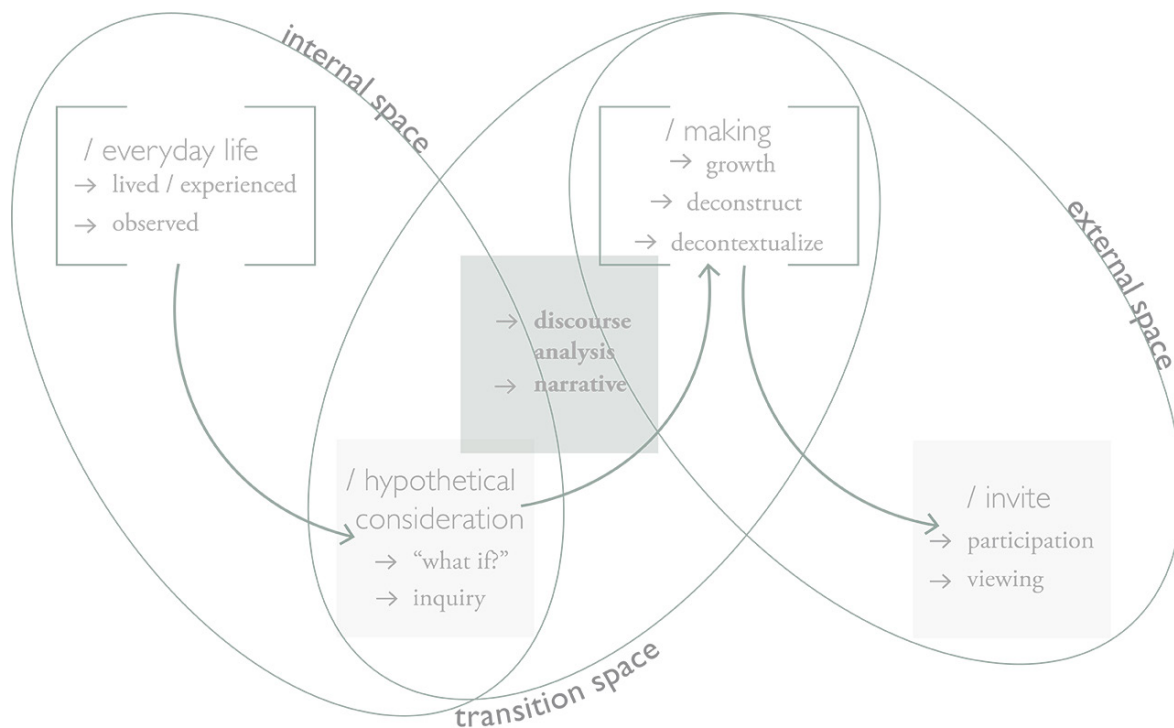 internal space
/ everyday life
→ lived / experienced
→ observed
/ making
→ growth
→ deconstruct
→ decontextualize
external space
→ discourse
analysis
→ narrative
/ hypothetical
consideration
→ “what if?”
→ inquiry
/ invite
→ participation
→ viewing
transition space